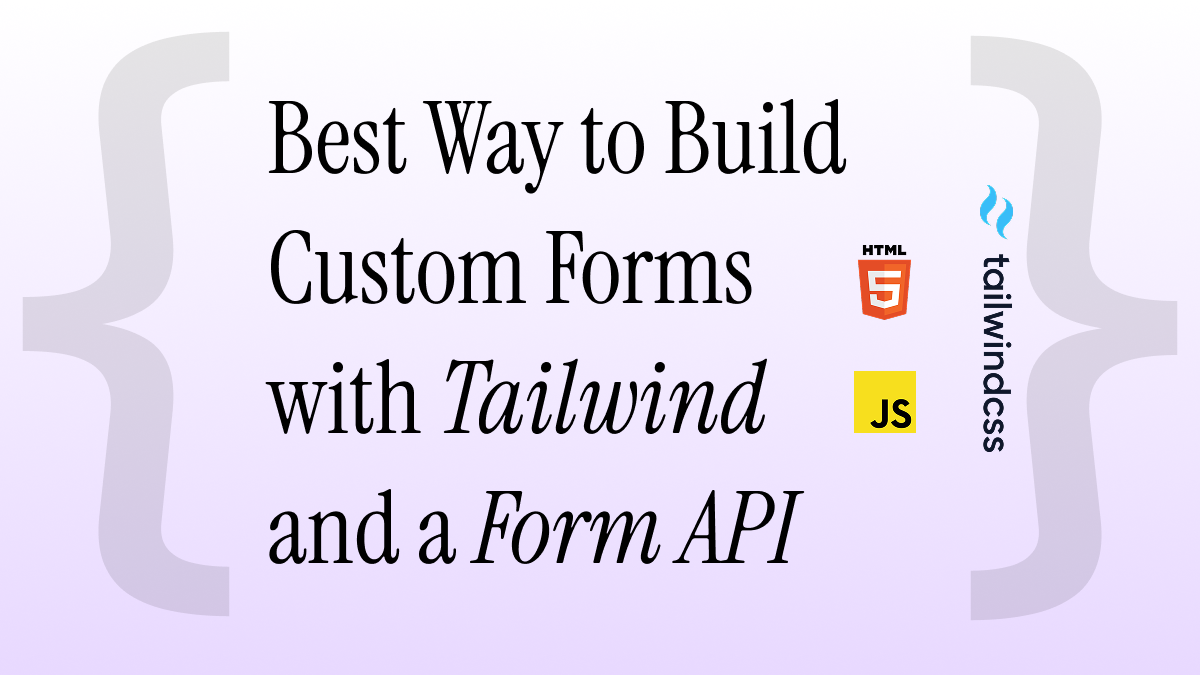 Best Way to Build
Custom Forms
with Tailwind
and a Form API
HTML
5
JS
tailwindcss